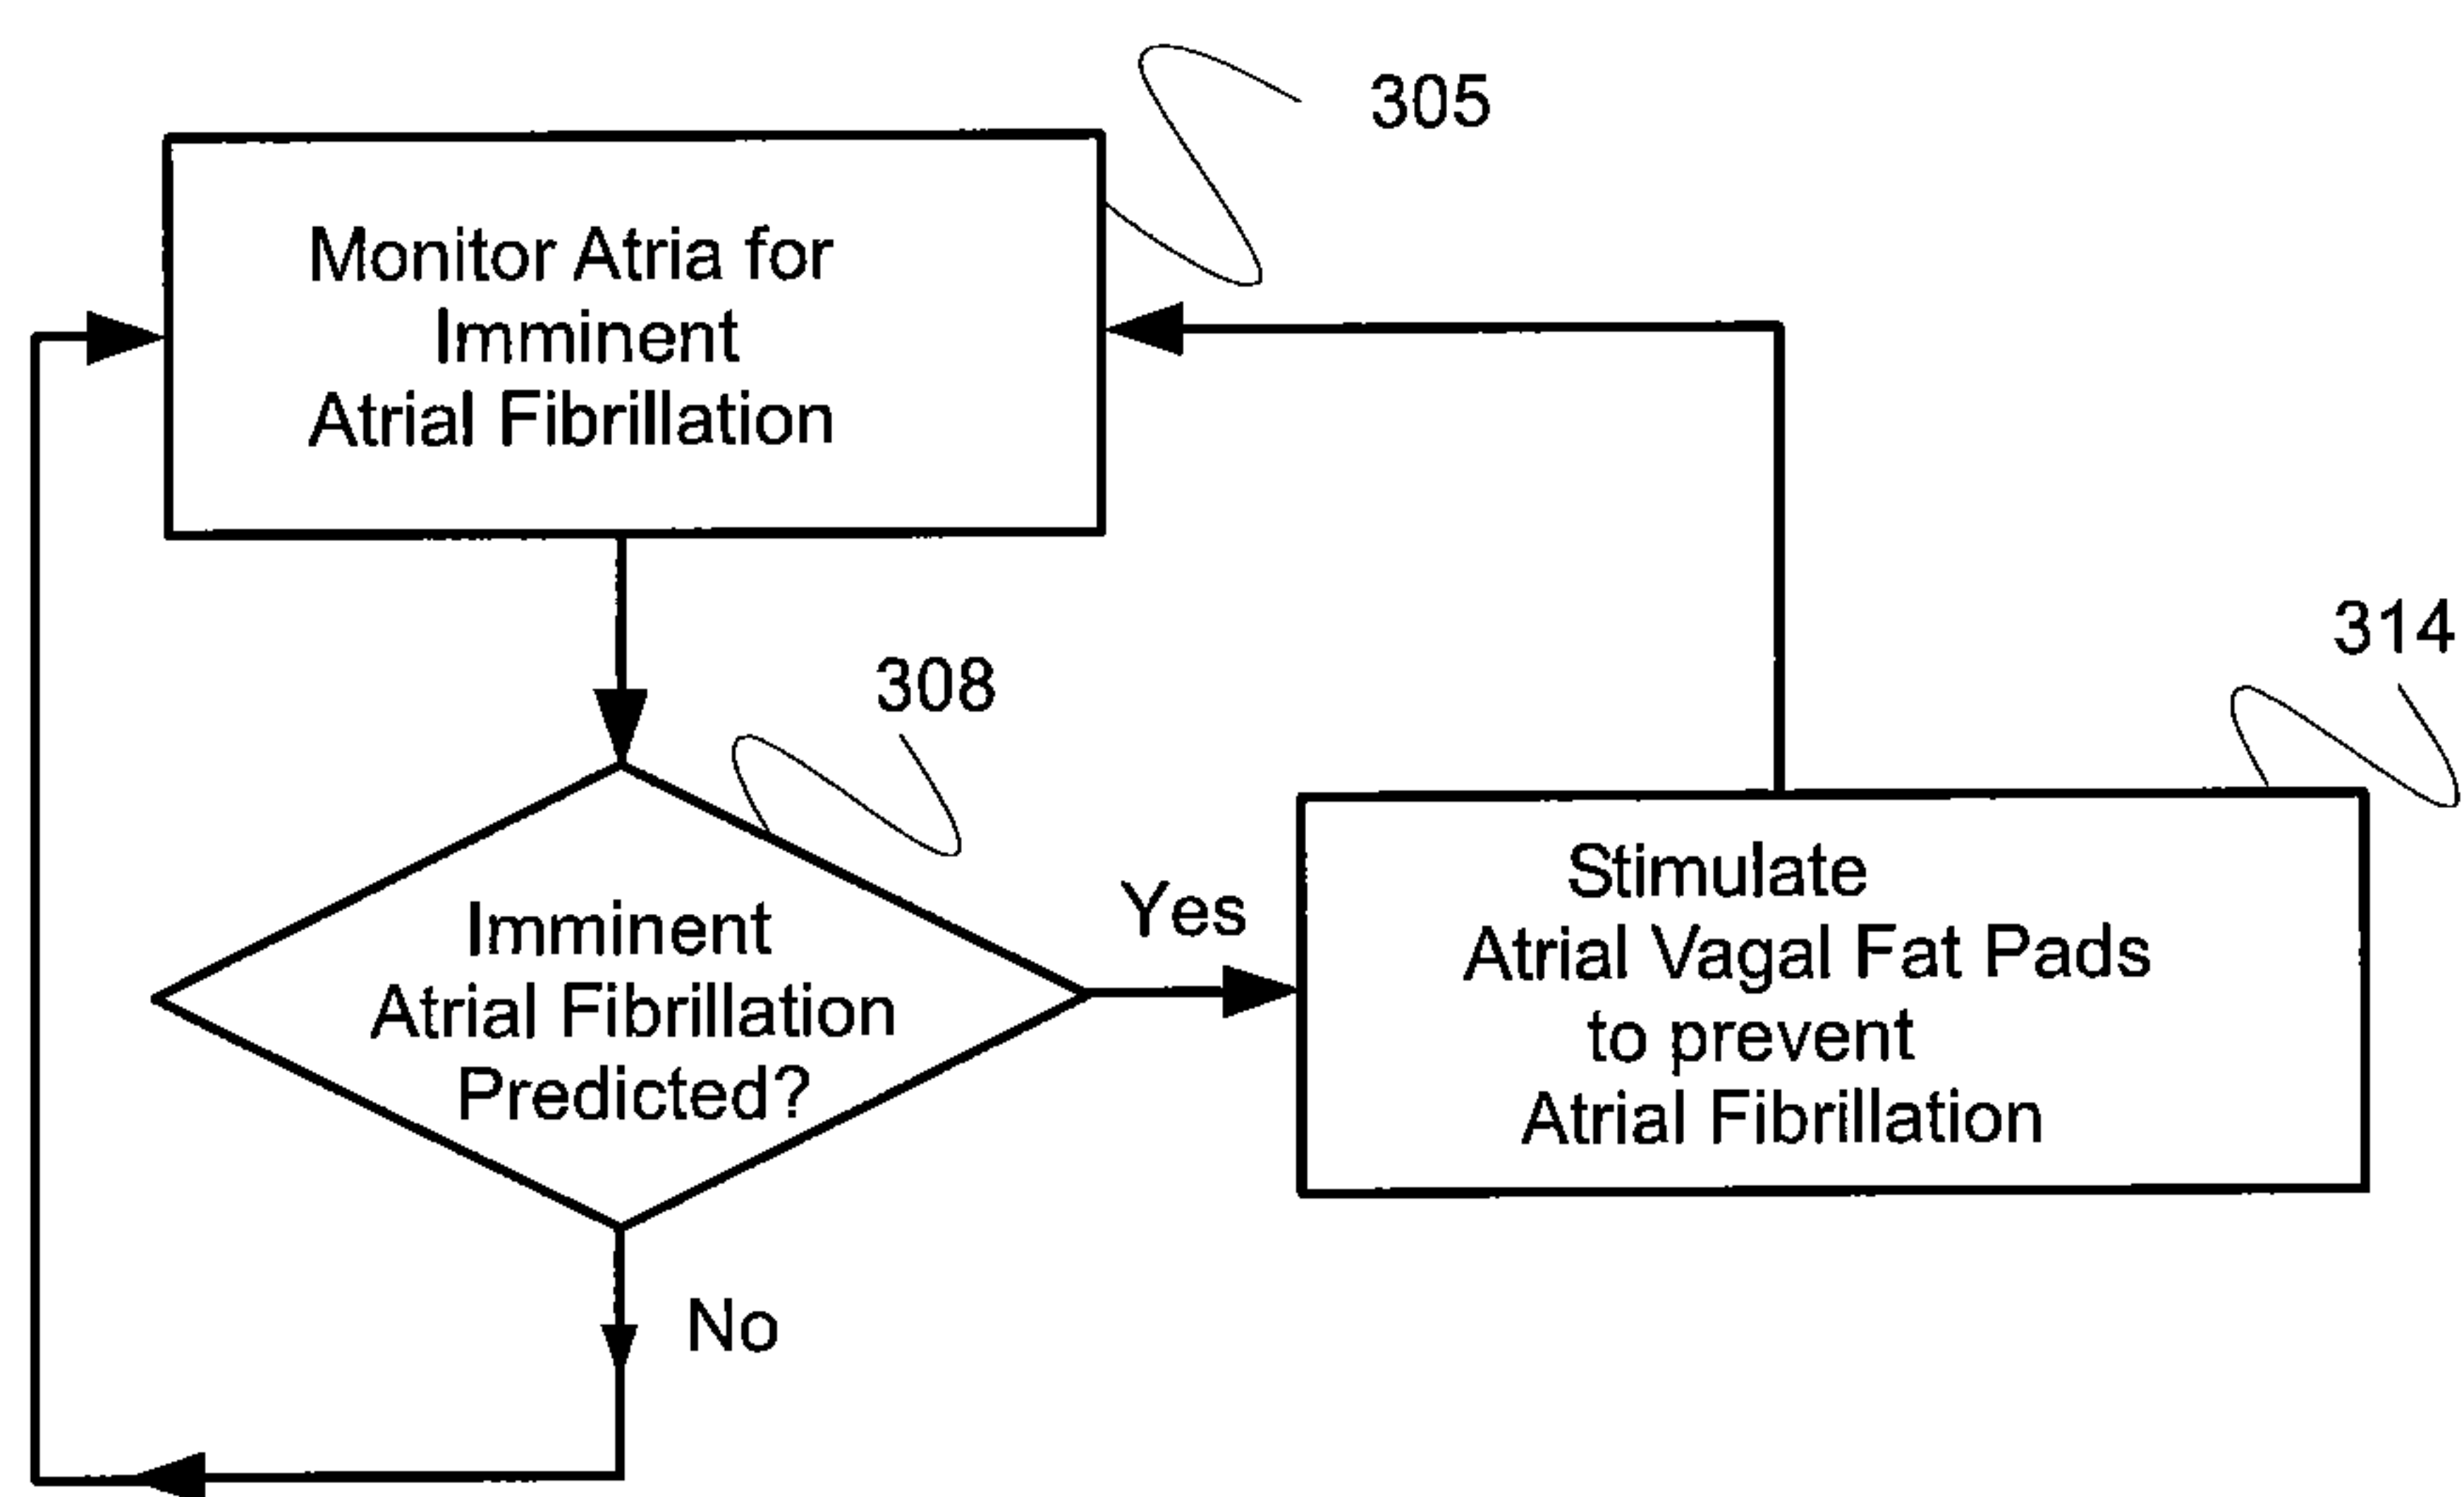 305
Monitor Atria for
Imminent
Atrial Fibrillation
308
314
Imminent
Atrial Fibrillation
Predicted?
Yes
Stimulate
Atrial Vagal Fat Pads
to prevent
Atrial Fibrillation
No